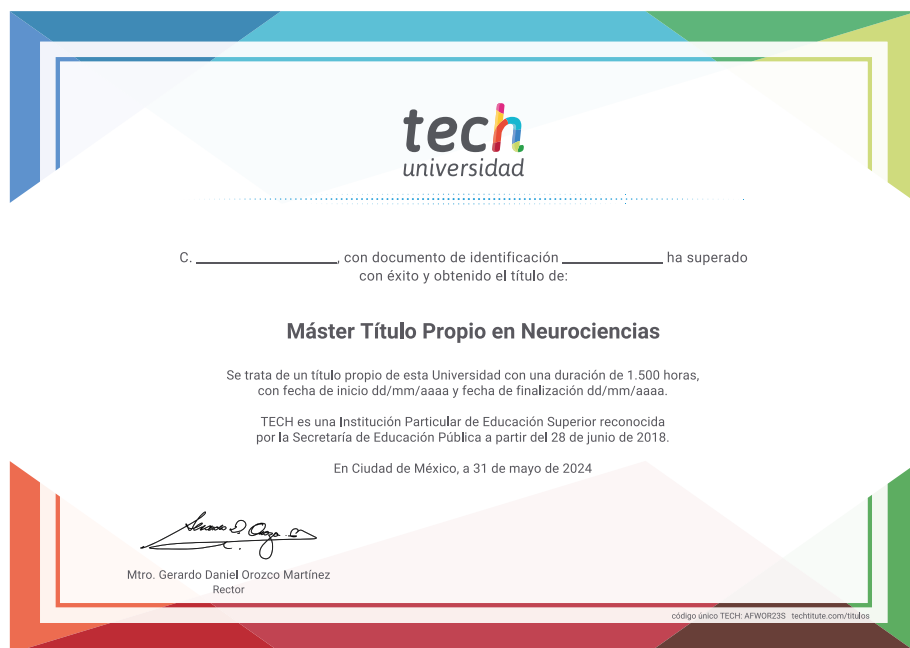 tech
universidad
C. _________________, con documento de identificación ____________ ha superado
con éxito y obtenido el título de:
Máster Título Propio en Neurociencias
Se trata de un título propio de esta Universidad con una duración de 1.500 horas,
con fecha de inicio dd/mm/aaaa y fecha de finalización dd/mm/aaaa.
TECH es una Institución Particular de Educación Superior reconocida
por la Secretaría de Educación Pública a partir del 28 de junio de 2018.
En Ciudad de México, a 31 de mayo de 2024
Mtro. Gerardo Daniel Orozco Martínez
Rector
código único TECH: AFWOR23S techtitute.com/titulos